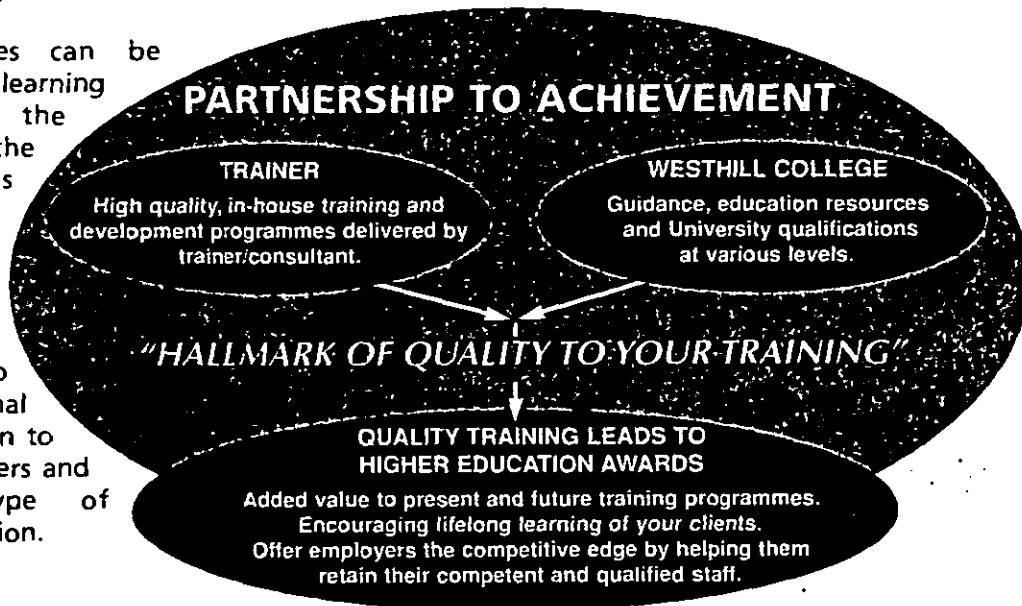 es can be
learning
the
the
s
PARTNERSHIP TO ACHIEVEMENT
TRAINER
High quality, in-house training and
development programmes delivered by
trainer/consultant.
WESTHILL COLLEGE
Guidance, education resources
and University qualifications
at various levels.
"HALLMARK OF QUALITY TO YOUR TRAINING"
nal
n to
ers and
ype of
ion.
QUALITY TRAINING LEADS TO
HIGHER EDUCATION AWARDS
Added value to present and future training programmes.
Encouraging lifelong learning of your clients.
Offer employers the competitive edge by helping them
retain their competent and qualified staff.